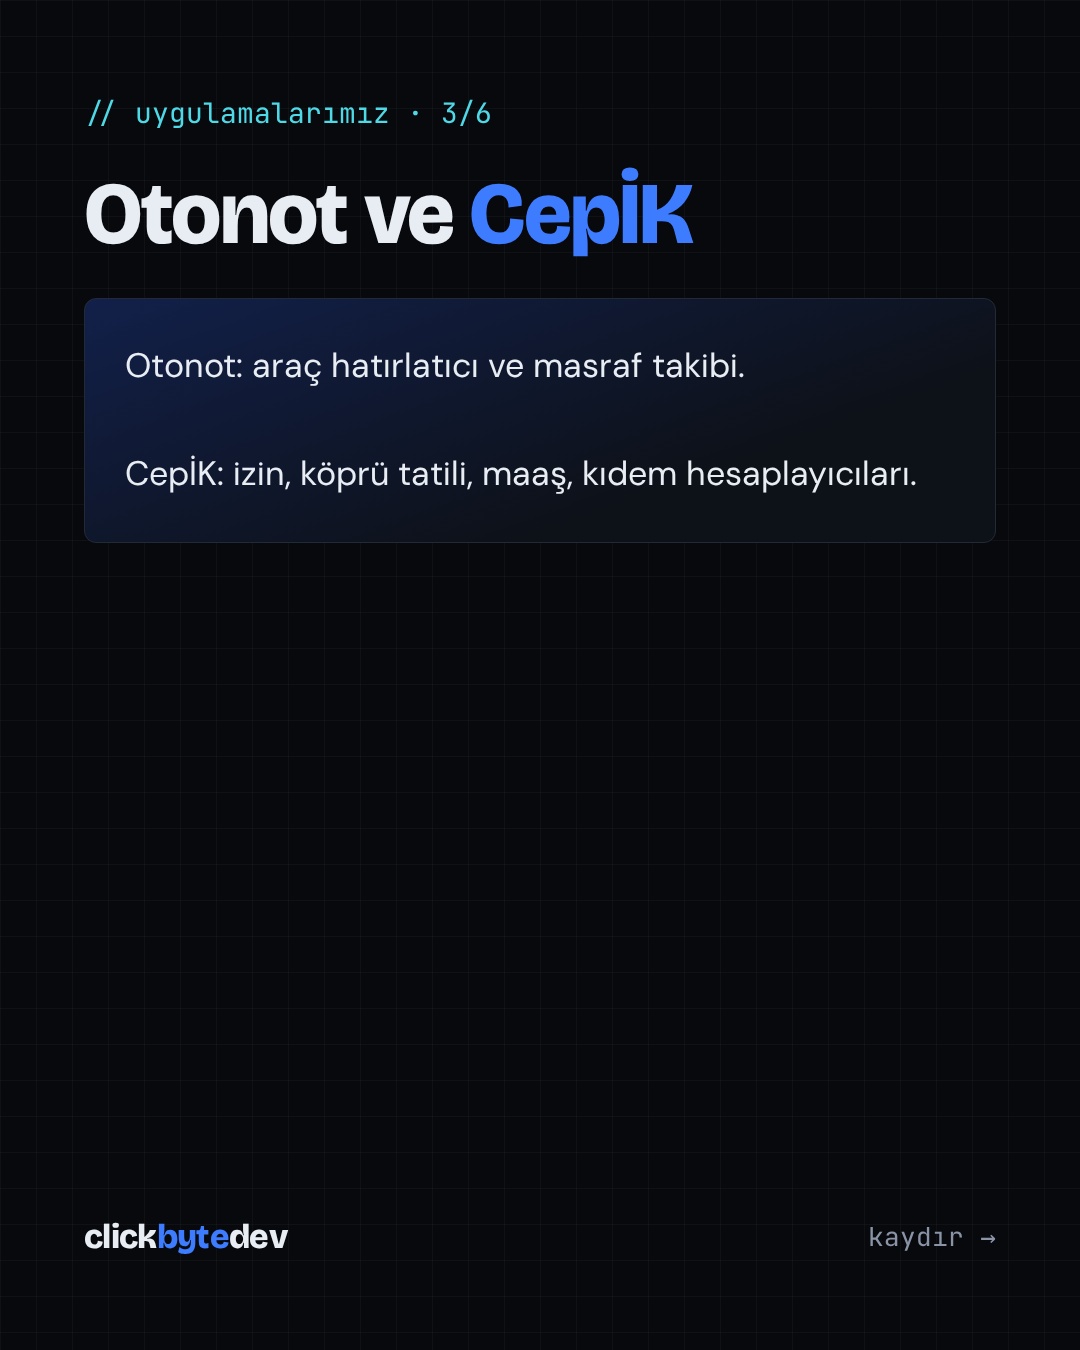 // uygulamalarımız · 3/6
Otonot ve CepİK
Otonot: araç hatırlatıcı ve masraf takibi.
CepİK: izin, köprü tatili, maaş, kıdem hesaplayıcıları.
clickbytedev
kaydır →